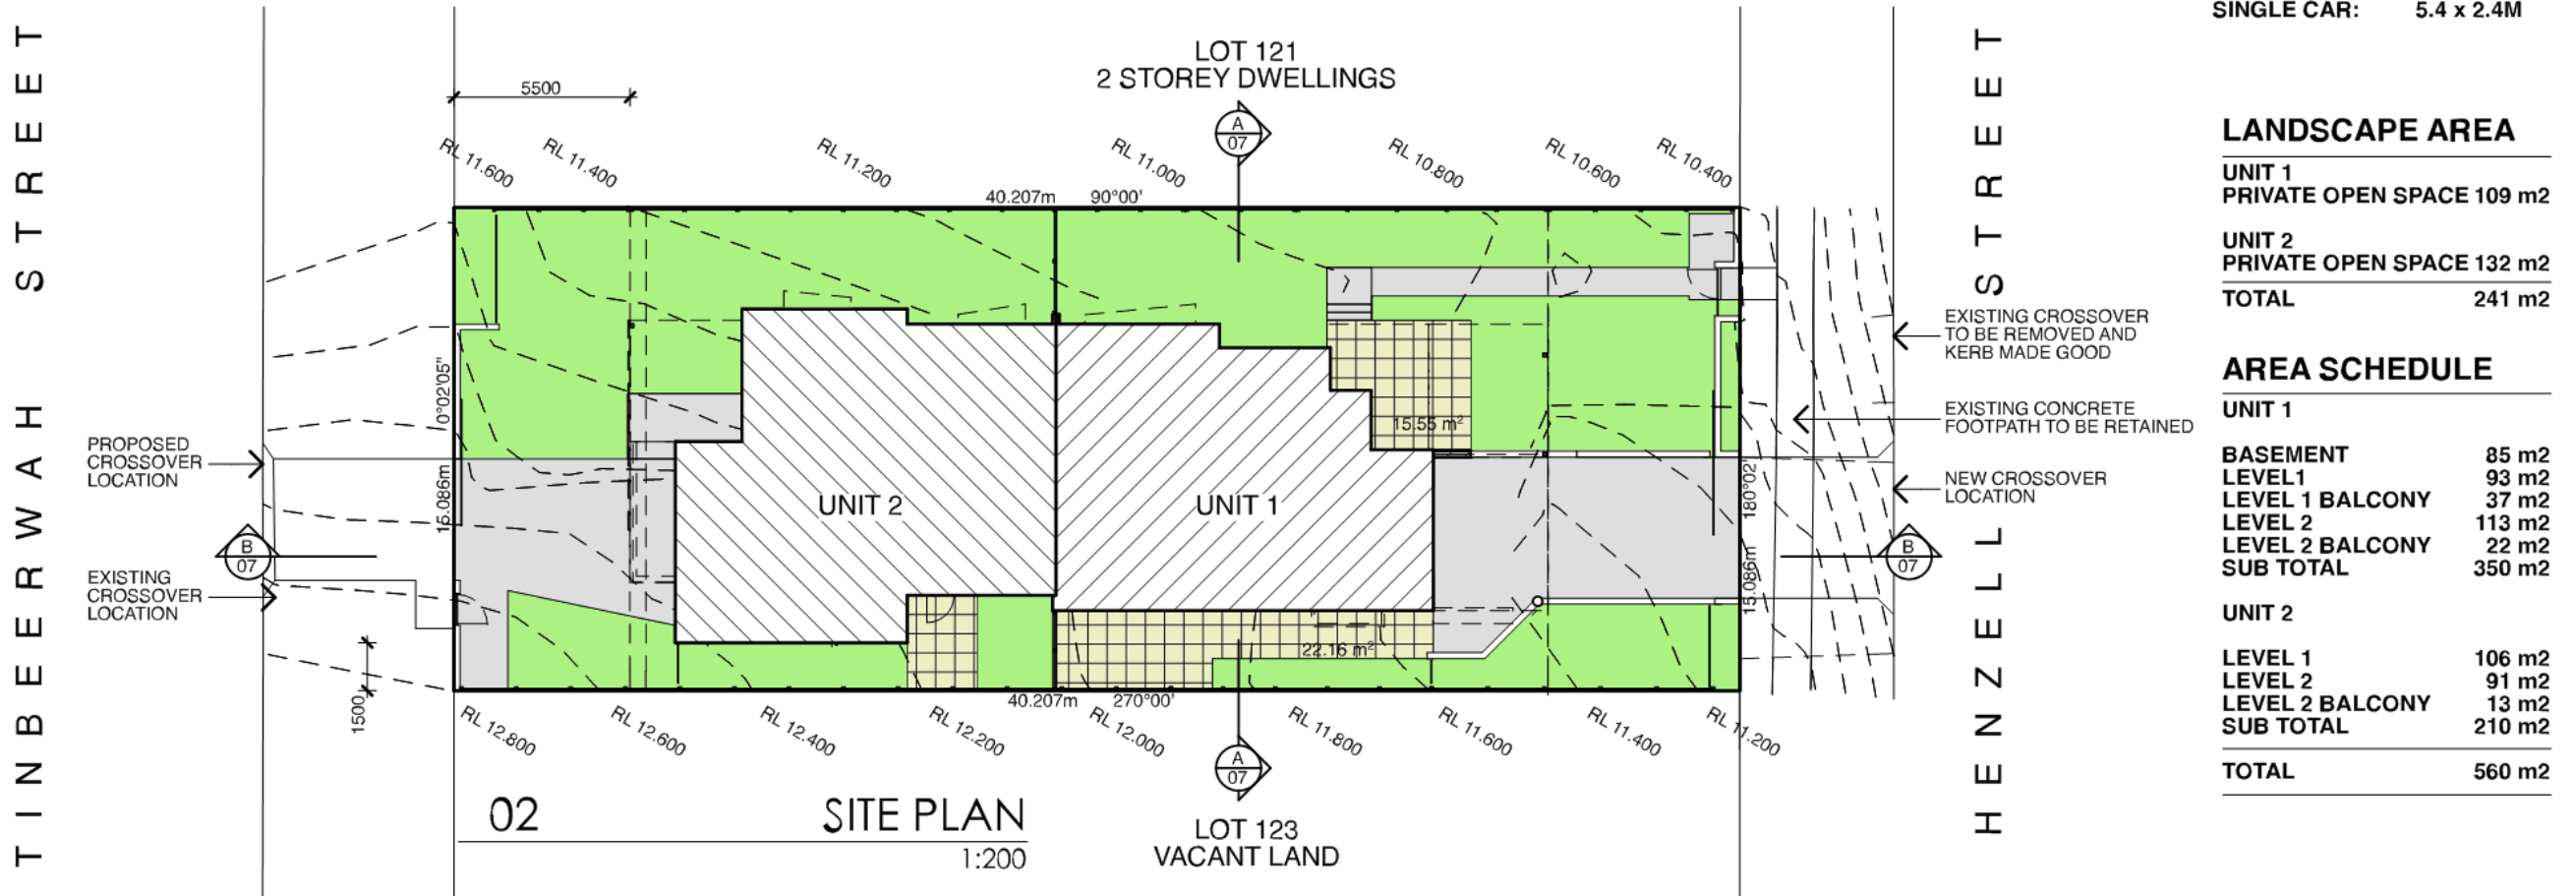 TINBERWAH STREET
SINGLE CAR: 5.4 x 2.4M
LOT 121
2 STOREY DWELLINGS
A
07
5500
RL 11.600
RL 11.400
RL 11.200
RL 11.000
RL 10.800
RL 10.600
RL 10.400
40.207m 90°00'
HENZELL STREET
0°02'05"
15.086m
PROPOSED
CROSSOVER
LOCATION
B
07
EXISTING
CROSSOVER
LOCATION
1500
UNIT 2
UNIT 1
15.55 m²
22.16 m²
180°02
15.086m
EXISTING CROSSOVER
TO BE REMOVED AND
KERB MADE GOOD
EXISTING CONCRETE
FOOTPATH TO BE RETAINED
NEW CROSSOVER
LOCATION
B
07
40.207m 270°00'
RL 12.800
RL 12.600
RL 12.400
RL 12.200
RL 12.000
RL 11.800
RL 11.600
RL 11.400
RL 11.200
A
07
02 SITE PLAN
1:200
LOT 123
VACANT LAND
LANDSCAPE AREA
UNIT 1
PRIVATE OPEN SPACE 109 m2
UNIT 2
PRIVATE OPEN SPACE 132 m2
TOTAL 241 m2
AREA SCHEDULE
UNIT 1
BASEMENT 85 m2
LEVEL1 93 m2
LEVEL 1 BALCONY 37 m2
LEVEL 2 113 m2
LEVEL 2 BALCONY 22 m2
SUB TOTAL 350 m2
UNIT 2
LEVEL 1 106 m2
LEVEL 2 91 m2
LEVEL 2 BALCONY 13 m2
SUB TOTAL 210 m2
TOTAL 560 m2